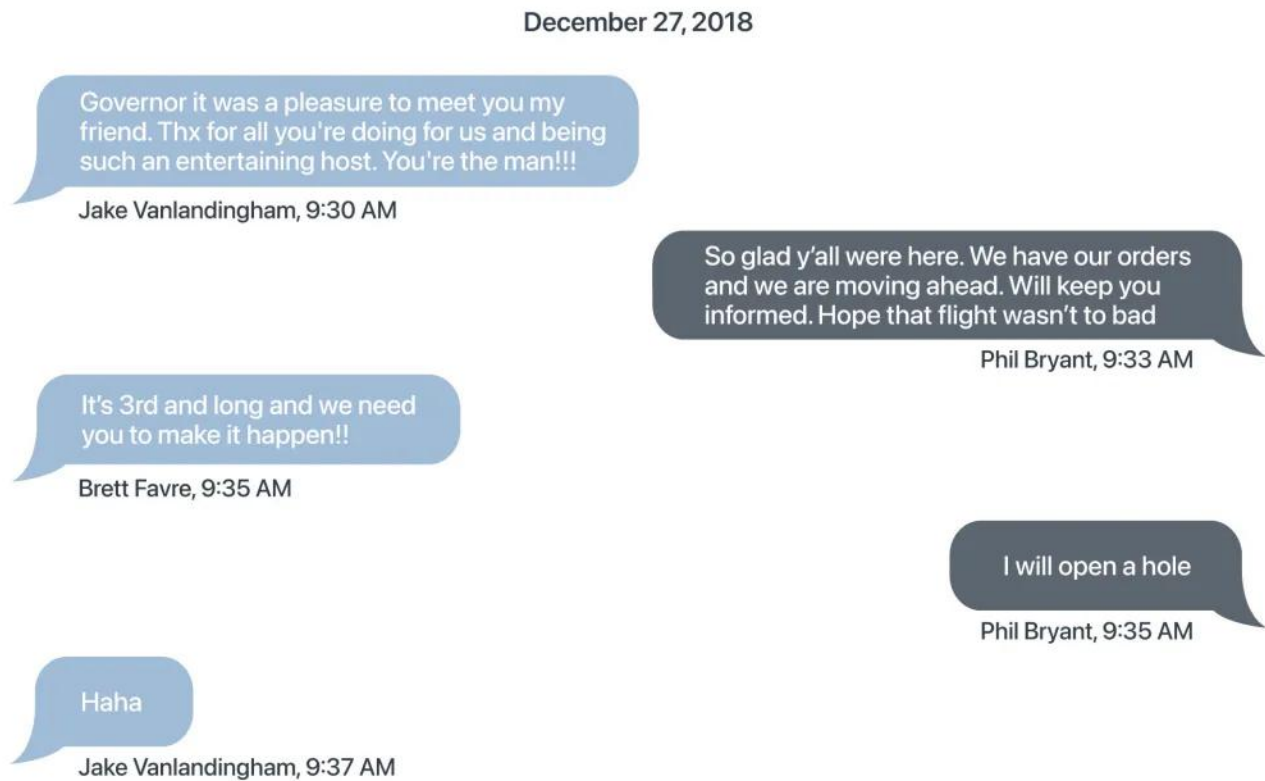 December 27, 2018
Governor it was a pleasure to meet you my
friend. Thx for all you're doing for us and being
such an entertaining host. You're the man!!!
Jake Vanlandingham, 9:30 AM
So glad y’all were here. We have our orders
and we are moving ahead. Will keep you
informed. Hope that flight wasn’t to bad
Phil Bryant, 9:33 AM
It’s 3rd and long and we need
you to make it happen!!
Brett Favre, 9:35 AM
I will open a hole
Phil Bryant, 9:35 AM
Haha
Jake Vanlandingham, 9:37 AM